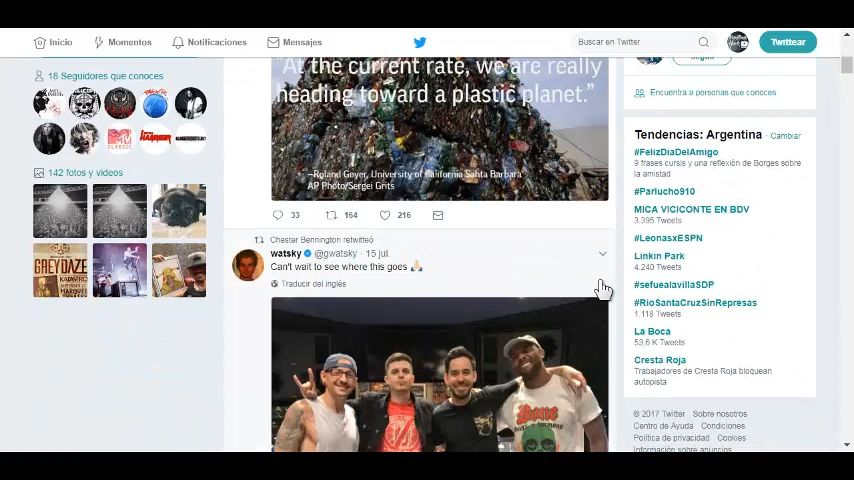 Inicio
Momentos
Notificaciones
Mensajes
Buscar en Twitter
Twittear
18 Seguidores que conoces
142 fotos y videos
GREY DAZE
"At the current rate, we are really
heading toward a plastic planet."
–Roland Geyer, University of California Santa Barbara
AP Photo/Sergei Grits
33
164
216
Chester Bennington retwitteó
watsky @gwatsky · 15 jul.
Can't wait to see where this goes 🙏
Traducir del inglés
Encuentra a personas que conoces
Tendencias: Argentina · Cambiar
#FelizDiaDelAmigo
9 frases cursis y una reflexión de Borges sobre
la amistad
#Parlucho910
MICA VICICONTE EN BDV
3.395 Tweets
#LeonasxESPN
Linkin Park
4.240 Tweets
#sefuealavillaSDP
#RioSantaCruzSinRepresas
1.118 Tweets
La Boca
53,6 K Tweets
Cresta Roja
Trabajadores de Cresta Roja bloquean
autopista
© 2017 Twitter Sobre nosotros
Centro de Ayuda Condiciones
Política de privacidad Cookies
Información sobre anuncios